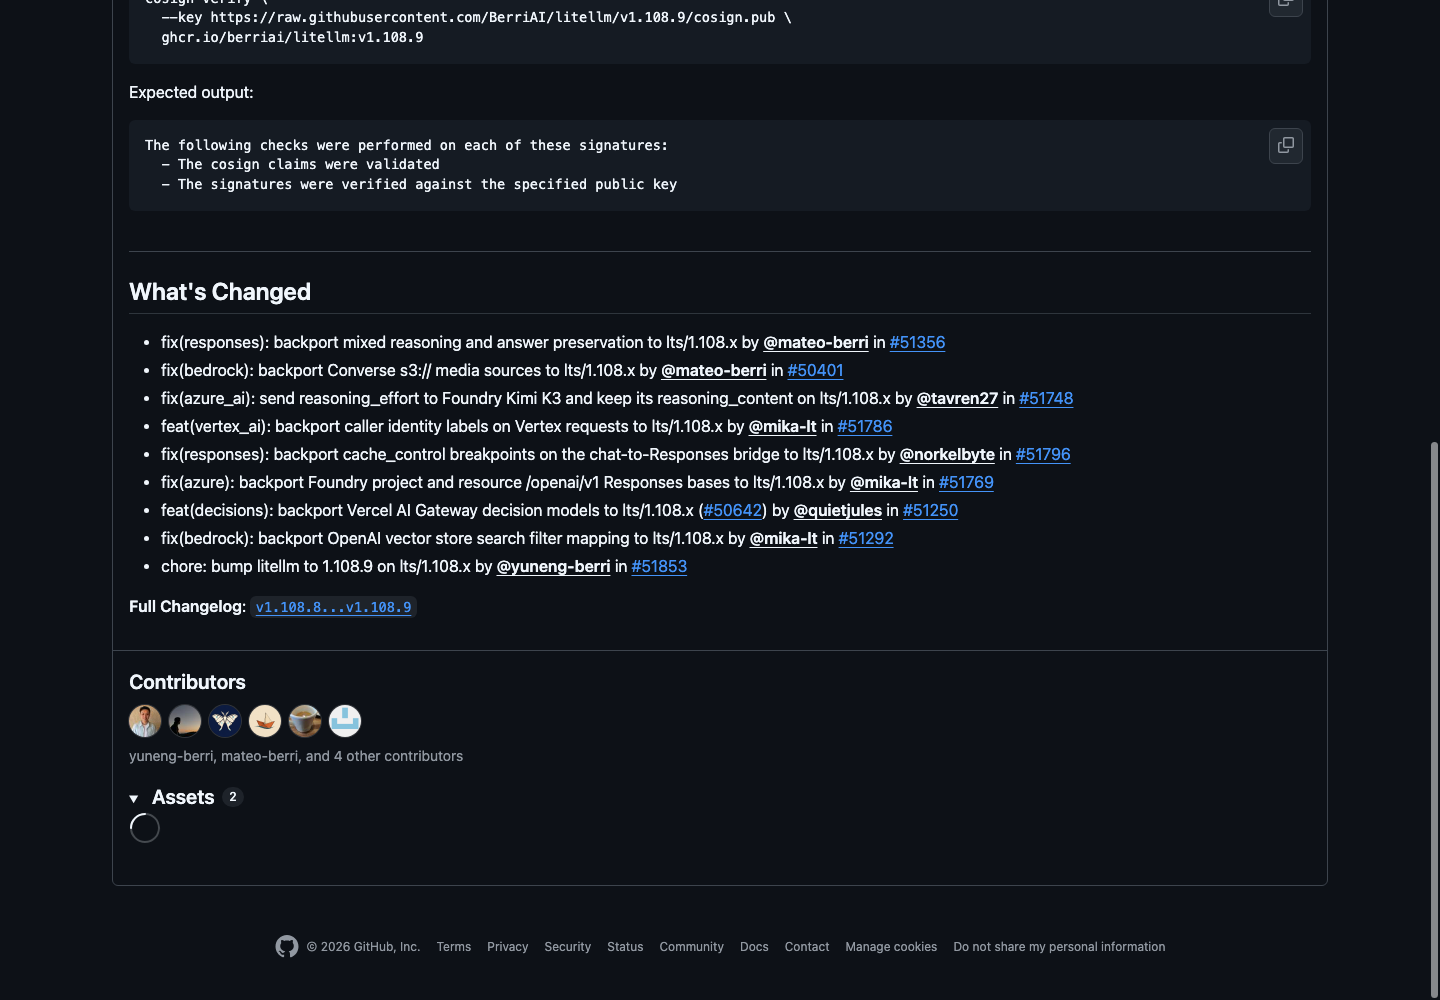 cosign verify \
--key https://raw.githubusercontent.com/BerriAI/litellm/v1.108.9/cosign.pub \
ghcr.io/berriai/litellm:v1.108.9
Expected output:
The following checks were performed on each of these signatures:
– The cosign claims were validated
– The signatures were verified against the specified public key
What's Changed
• fix(responses): backport mixed reasoning and answer preservation to lts/1.108.x by @mateo-berri in #51356
• fix(bedrock): backport Converse s3:// media sources to lts/1.108.x by @mateo-berri in #50401
• fix(azure_ai): send reasoning_effort to Foundry Kimi K3 and keep its reasoning_content on lts/1.108.x by @tavren27 in #51748
• feat(vertex_ai): backport caller identity labels on Vertex requests to lts/1.108.x by @mika-lt in #51786
• fix(responses): backport cache_control breakpoints on the chat-to-Responses bridge to lts/1.108.x by @norkelbyte in #51796
• fix(azure): backport Foundry project and resource /openai/v1 Responses bases to lts/1.108.x by @mika-lt in #51769
• feat(decisions): backport Vercel AI Gateway decision models to lts/1.108.x (#50642) by @quietjules in #51250
• fix(bedrock): backport OpenAI vector store search filter mapping to lts/1.108.x by @mika-lt in #51292
• chore: bump litellm to 1.108.9 on lts/1.108.x by @yuneng-berri in #51853
Full Changelog: v1.108.8...v1.108.9
Contributors
yuneng-berri, mateo-berri, and 4 other contributors
Assets 2
© 2026 GitHub, Inc. Terms Privacy Security Status Community Docs Contact Manage cookies Do not share my personal information